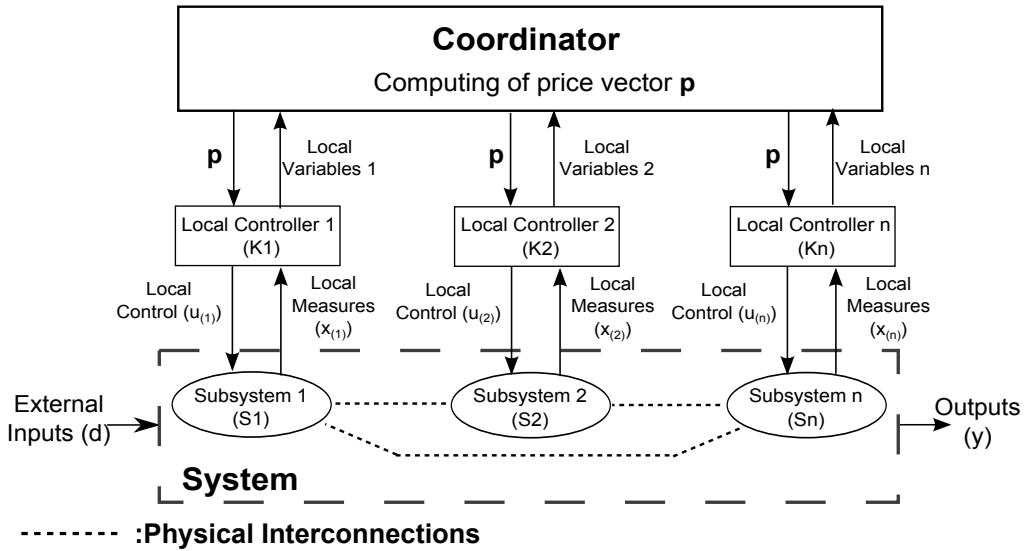 Coordinator
Computing of price vector p
p
Local
Variables 1
p
Local
Variables 2
p
Local
Variables n
Local Controller 1
(K1)
Local Controller 2
(K2)
Local Controller n
(Kn)
Local
Control (u(1))
Local
Measures
(x(1))
Local
Control (u(2))
Local
Measures
(x(2))
Local
Control (u(n))
Local
Measures
(x(n))
External
Inputs (d)
Subsystem 1
(S1)
Subsystem 2
(S2)
Subsystem n
(Sn)
Outputs
(y)
System
:Physical Interconnections